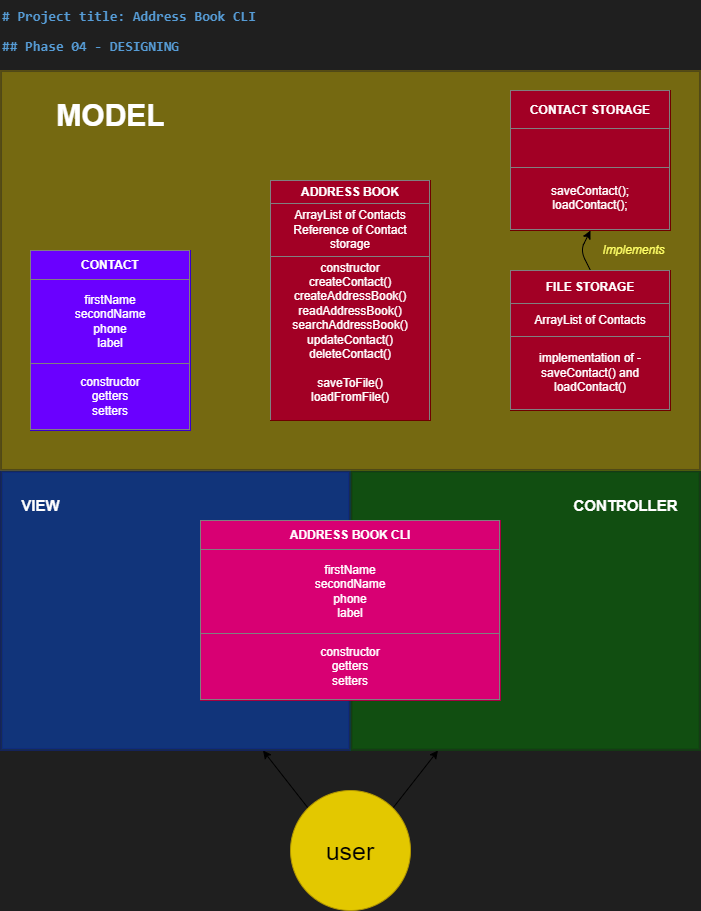 # Project title: Address Book CLI
## Phase 04 - DESIGNING
MODEL
CONTACT
firstName
secondName
phone
label
constructor
getters
setters
ADDRESS BOOK
ArrayList of Contacts
Reference of Contact
storage
constructor
createContact()
createAddressBook()
readAddressBook()
searchAddressBook()
updateContact()
deleteContact()
saveToFile()
loadFromFile()
CONTACT STORAGE
saveContact();
loadContact();
Implements
FILE STORAGE
ArrayList of Contacts
implementation of -
saveContact() and
loadContact()
VIEW
CONTROLLER
ADDRESS BOOK CLI
firstName
secondName
phone
label
constructor
getters
setters
user